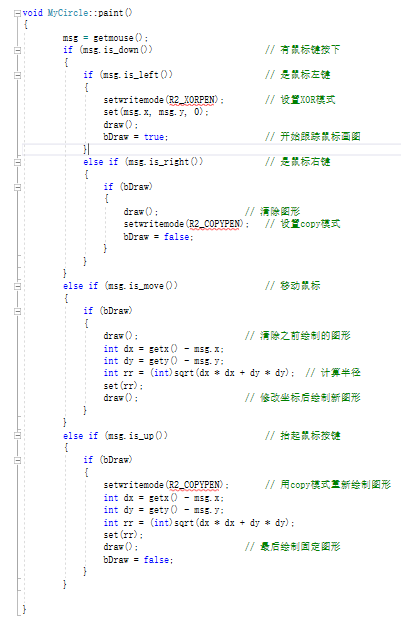 void MyCircle::paint()
{
msg = getmouse();
if (msg.is_down()) // 有鼠标键按下
{
if (msg.is_left()) // 是鼠标左键
{
setwritemode(R2_XORPEN); // 设置XOR模式
set(msg.x, msg.y, 0);
draw();
bDraw = true; // 开始跟踪鼠标画图
}
else if (msg.is_right()) // 是鼠标右键
{
if (bDraw)
{
draw(); // 清除图形
setwritemode(R2_COPYPEN); // 设置copy模式
bDraw = false;
}
}
}
else if (msg.is_move()) // 移动鼠标
{
if (bDraw)
{
draw(); // 清除之前绘制的图形
int dx = getx() - msg.x;
int dy = gety() - msg.y;
int rr = (int)sqrt(dx * dx + dy * dy); // 计算半径
set(rr);
draw(); // 修改坐标后绘制新图形
}
}
else if (msg.is_up()) // 抬起鼠标按键
{
if (bDraw)
{
setwritemode(R2_COPYPEN); // 用copy模式重新绘制图形
int dx = getx() - msg.x;
int dy = gety() - msg.y;
int rr = (int)sqrt(dx * dx + dy * dy);
set(rr);
draw(); // 最后绘制固定图形
bDraw = false;
}
}
}